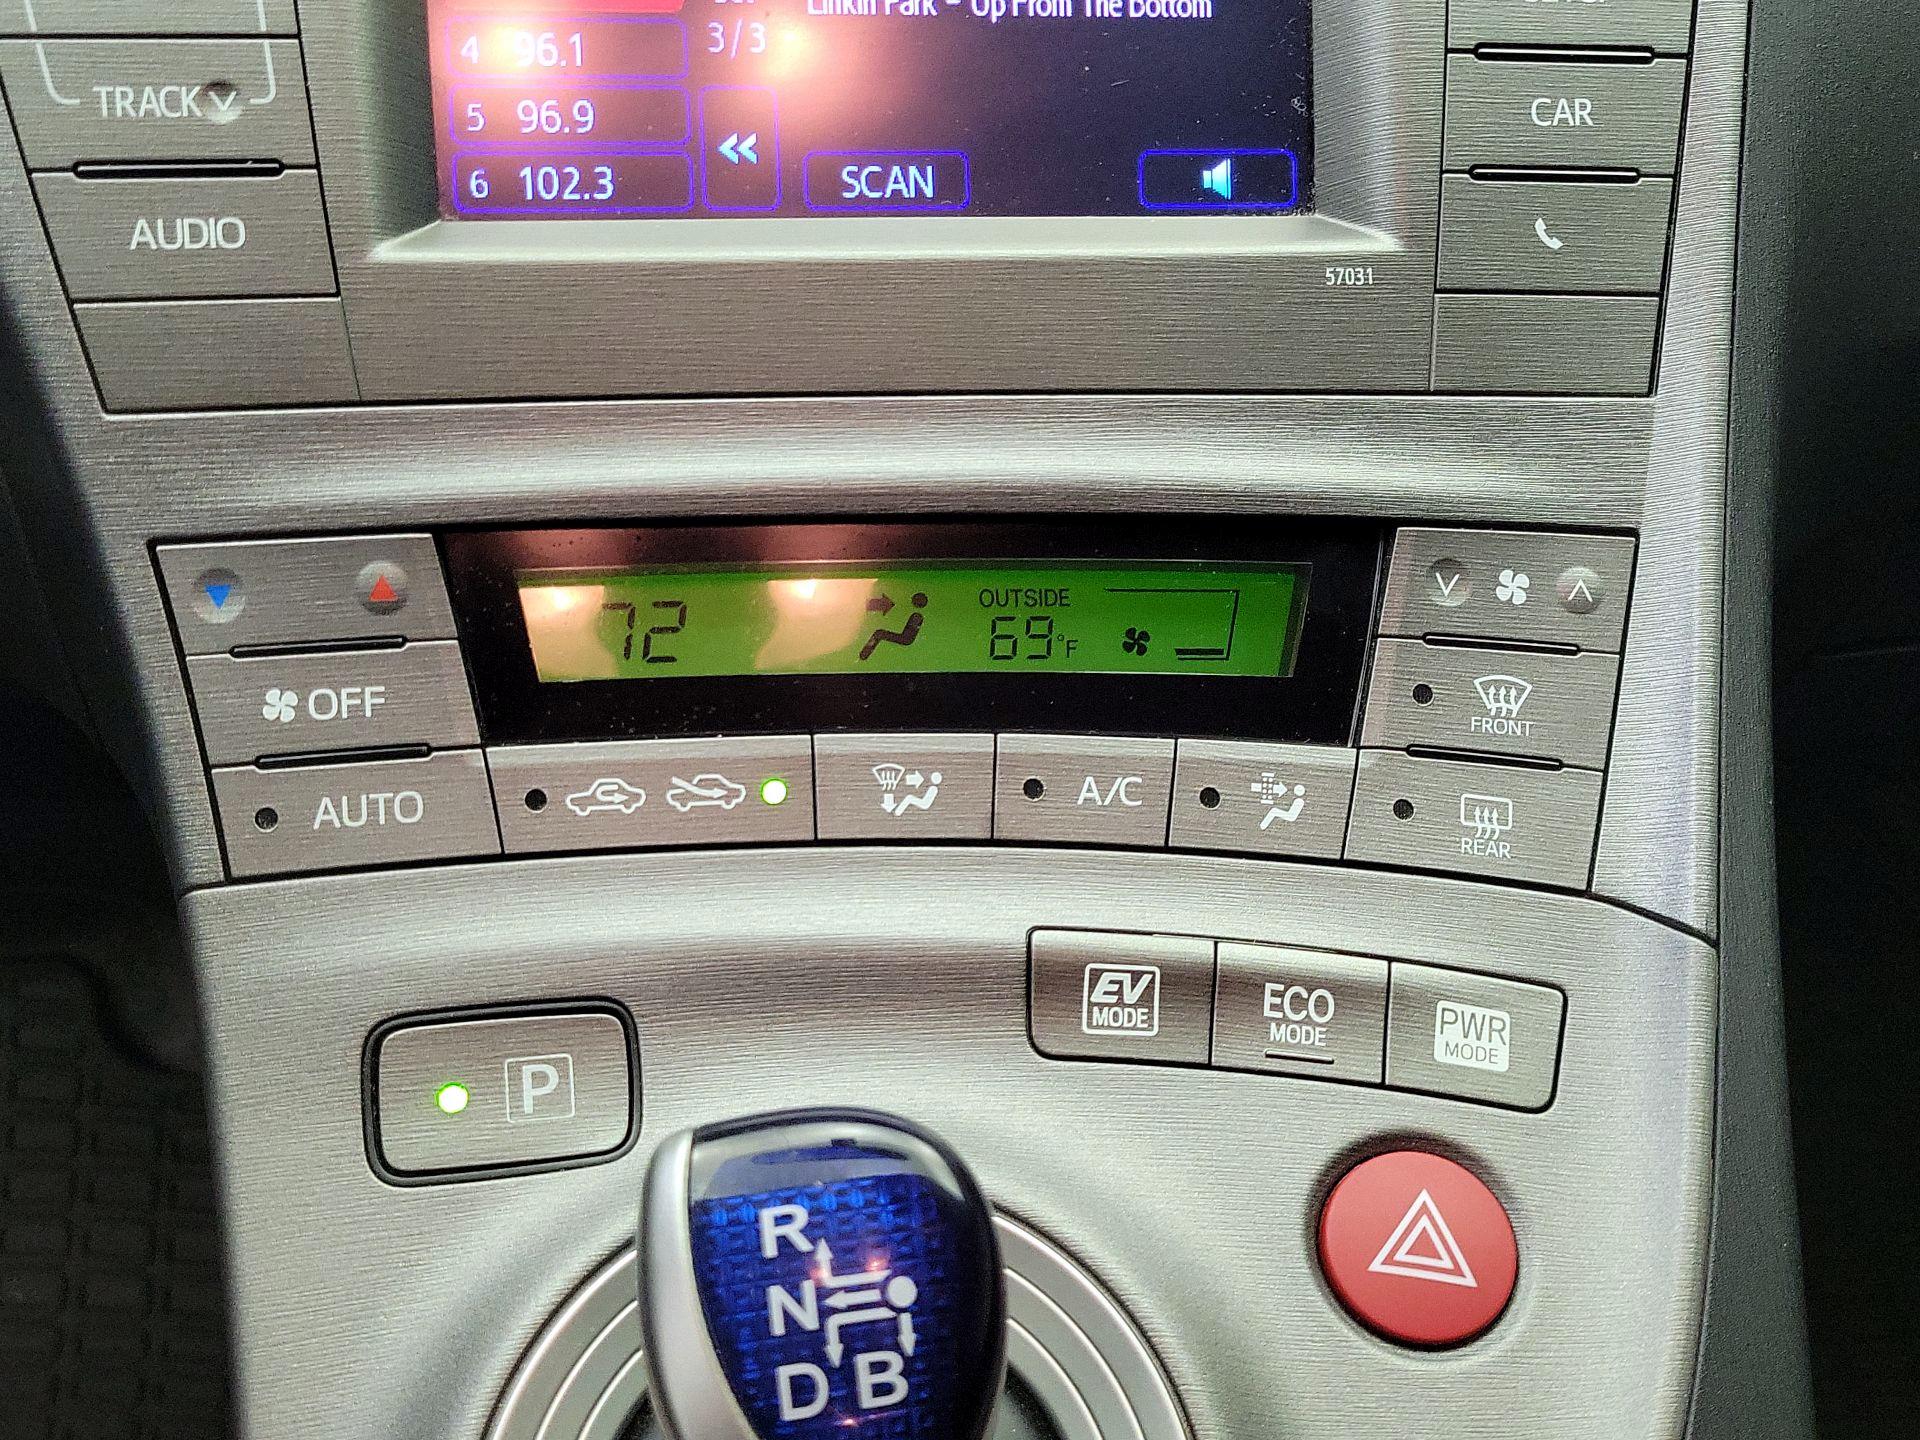 Linkin Park - Up From The Bottom
4 96.1
3/3
TRACK
5 96.9
CAR
6 102.3
SCAN
AUDIO
57031
72
OUTSIDE
69°F
OFF
FRONT
AUTO
A/C
REAR
EV
MODE
ECO
MODE
PWR
MODE
P
R
N
D B